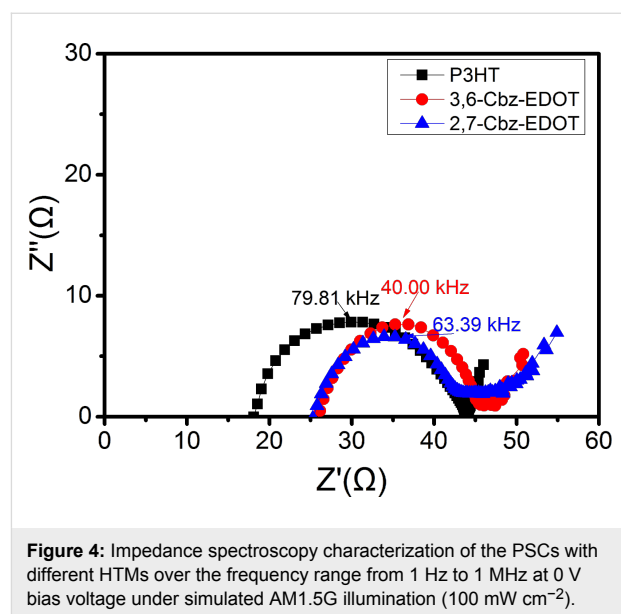 30
P3HT
3,6-Cbz-EDOT
2,7-Cbz-EDOT
20
Z''(Ω)
10
40.00 kHz
79.81 kHz
63.39 kHz
0
0 10 20 30 40 50 60
Z'(Ω)
Figure 4: Impedance spectroscopy characterization of the PSCs with
different HTMs over the frequency range from 1 Hz to 1 MHz at 0 V
bias voltage under simulated AM1.5G illumination (100 mW cm⁻²).